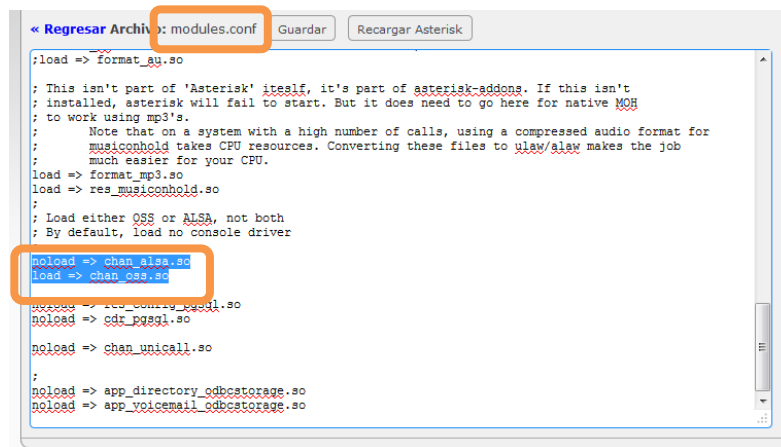 « Regresar Archivo: modules.conf Guardar Recargar Asterisk
;load => format_au.so
; This isn't part of 'Asterisk' iteslf, it's part of asterisk-addons. If this isn't
; installed, asterisk will fail to start. But it does need to go here for native MOH
; to work using mp3's.
; Note that on a system with a high number of calls, using a compressed audio format for
; musiconhold takes CPU resources. Converting these files to ulaw/alaw makes the job
; much easier for your CPU.
load => format_mp3.so
load => res_musiconhold.so
;
; Load either OSS or ALSA, not both
; By default, load no console driver
;
noload => chan_alsa.so
load => chan_oss.so
noload => res_config_pgsql.so
noload => cdr_pgsql.so
noload => chan_unicall.so
;
noload => app_directory_odbcstorage.so
noload => app_voicemail_odbcstorage.so